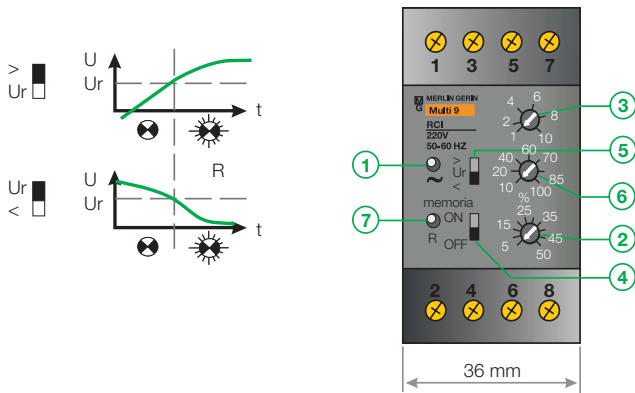 >
Ur
U
Ur
t
R
Ur
<
U
Ur
t
1 3 5 7
M
G
MERLIN GERIN
Multi 9
RCI
220V
50-60 HZ
1 2 4 6 8 10
3
5
1
~
>
Ur
<
10 20 40 60 70 85 100
%
6
memoria
7
ON
R
OFF
5 15 25 35 45 50
2
4
2 4 6 8
36 mm